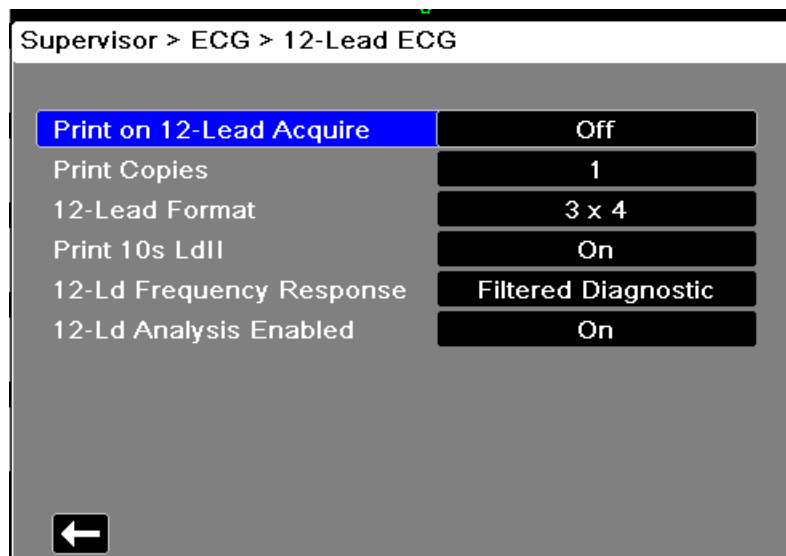 Supervisor > ECG > 12-Lead ECG
Print on 12-Lead Acquire Off
Print Copies 1
12-Lead Format 3 x 4
Print 10s LdII On
12-Ld Frequency Response Filtered Diagnostic
12-Ld Analysis Enabled On